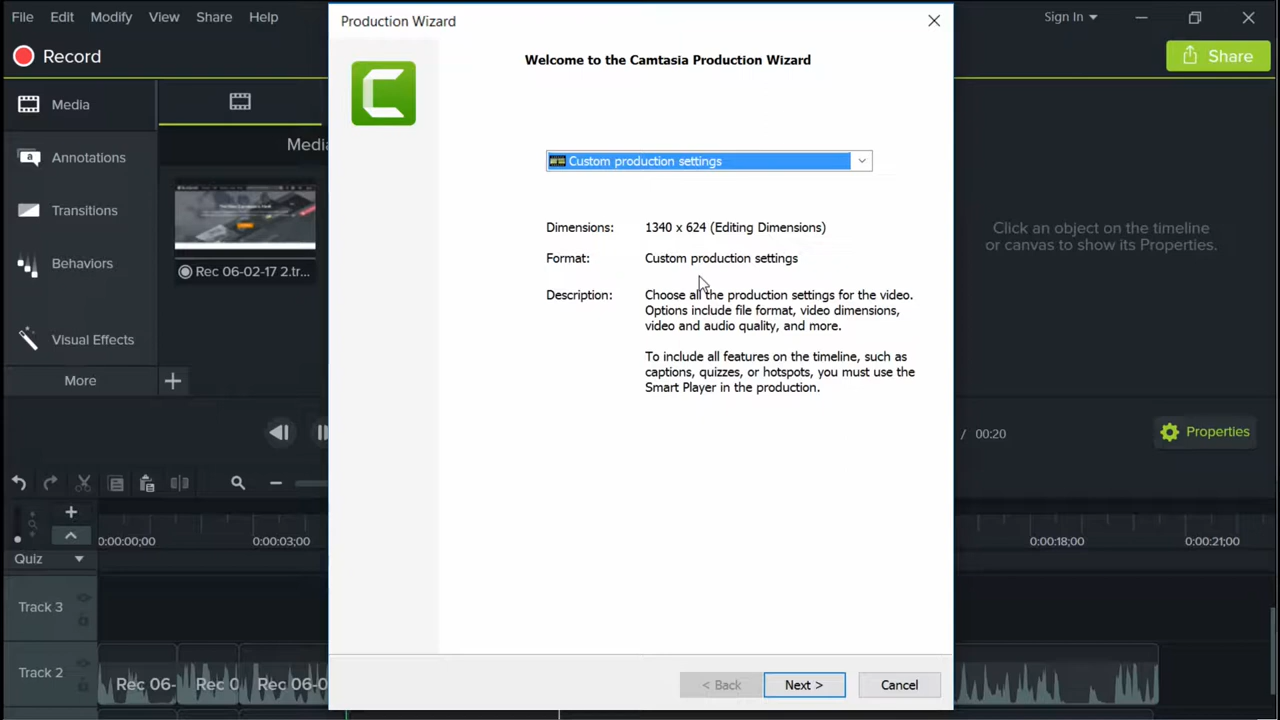 File Edit Modify View Share Help
Production Wizard
Sign In
Record
Share
Welcome to the Camtasia Production Wizard
Media
Annotations
Transitions
Behaviors
Visual Effects
More
Media
Rec 06-02-17 2.tr...
Custom production settings
Dimensions: 1340 x 624 (Editing Dimensions)
Format: Custom production settings
Description: Choose all the production settings for the video.
Options include file format, video dimensions,
video and audio quality, and more.
To include all features on the timeline, such as
captions, quizzes, or hotspots, you must use the
Smart Player in the production.
Click an object on the timeline
or canvas to show its Properties.
/ 00:20
Properties
0:00:00;00 0:00:03;00 0:00:18;00 0:00:21;00
Quiz
Track 3
Track 2
Rec 06- Rec 0 Rec 06-0
< Back Next > Cancel